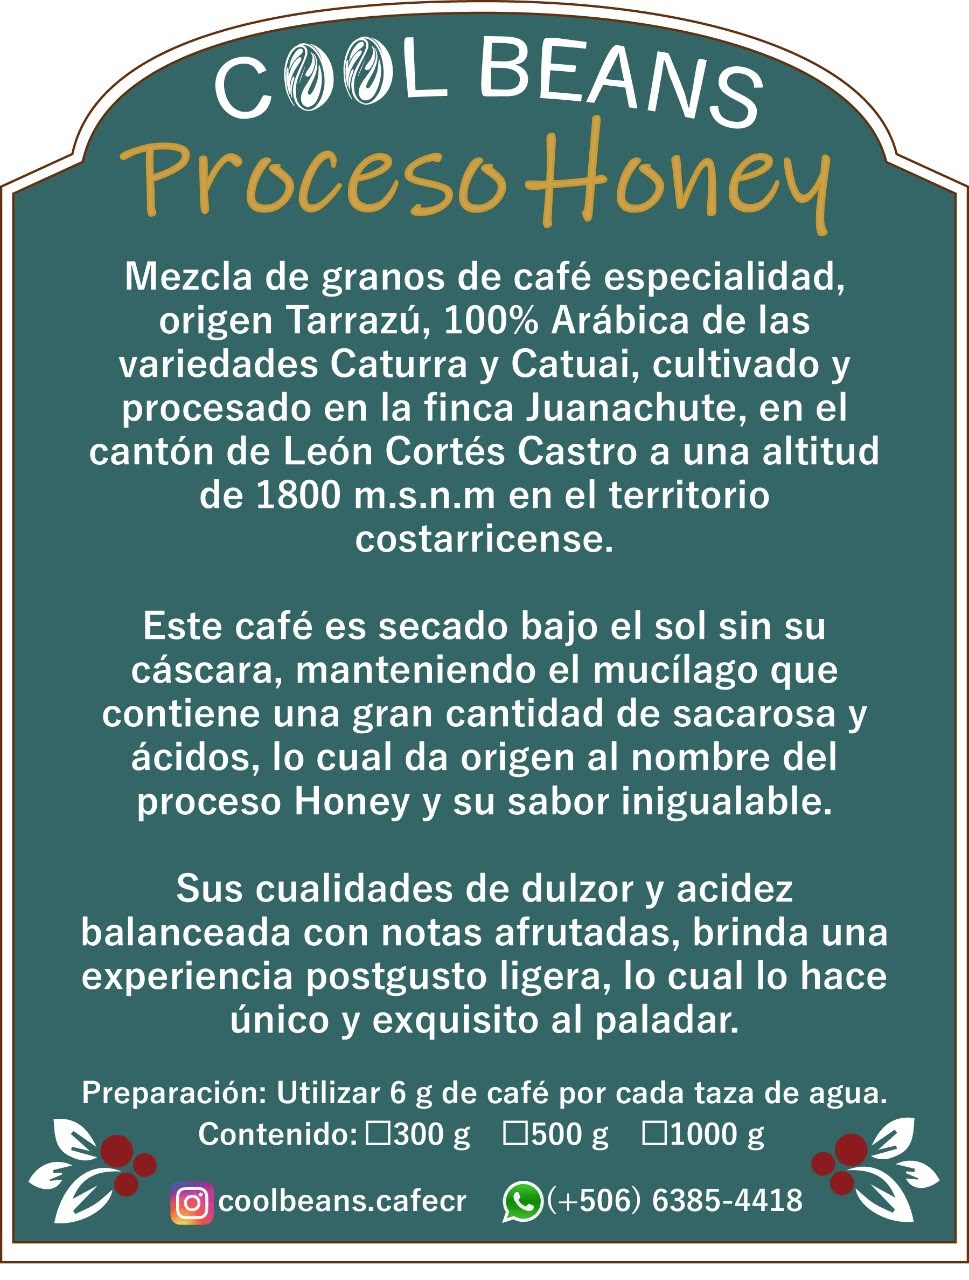 COOL BEANS
Proceso Honey
Mezcla de granos de café especialidad,
origen Tarrazú, 100% Arábica de las
variedades Caturra y Catuai, cultivado y
procesado en la finca Juanachute, en el
cantón de León Cortés Castro a una altitud
de 1800 m.s.n.m en el territorio
costarricense.
Este café es secado bajo el sol sin su
cáscara, manteniendo el mucílago que
contiene una gran cantidad de sacarosa y
ácidos, lo cual da origen al nombre del
proceso Honey y su sabor inigualable.
Sus cualidades de dulzor y acidez
balanceada con notas afrutadas, brinda una
experiencia postgusto ligera, lo cual lo hace
único y exquisito al paladar.
Preparación: Utilizar 6 g de café por cada taza de agua.
Contenido: ☐300 g ☐500 g ☐1000 g
coolbeans.cafecr (+506) 6385-4418